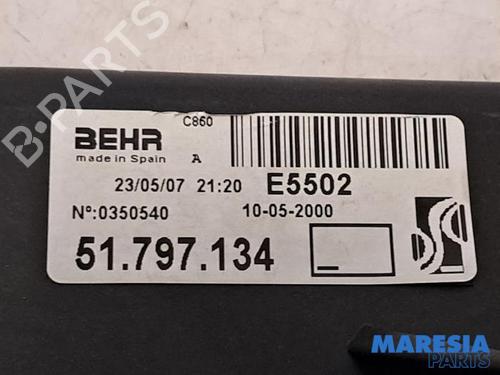 C860
BEHR
made in Spain A
23/05/07 21:20 E5502
Nº:0350540 10-05-2000
51.797.134
B-PARTS
MARESIA
PARTS